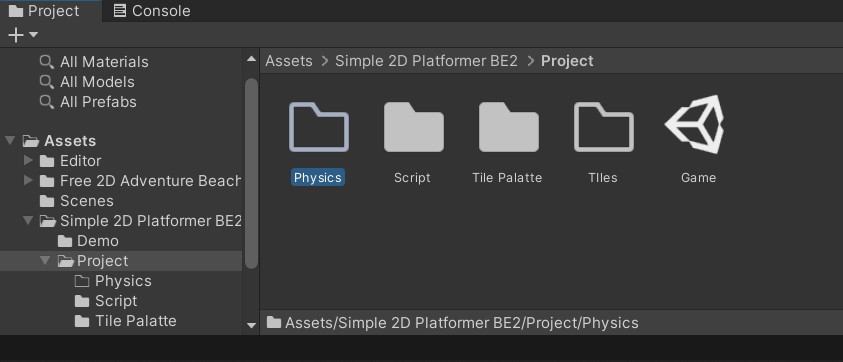 Project Console
All Materials
All Models
All Prefabs
Assets
Editor
Free 2D Adventure Beach
Scenes
Simple 2D Platformer BE2
Demo
Project
Physics
Script
Tile Palatte
Assets > Simple 2D Platformer BE2 > Project
Physics Script Tile Palatte TIles Game
Assets/Simple 2D Platformer BE2/Project/Physics